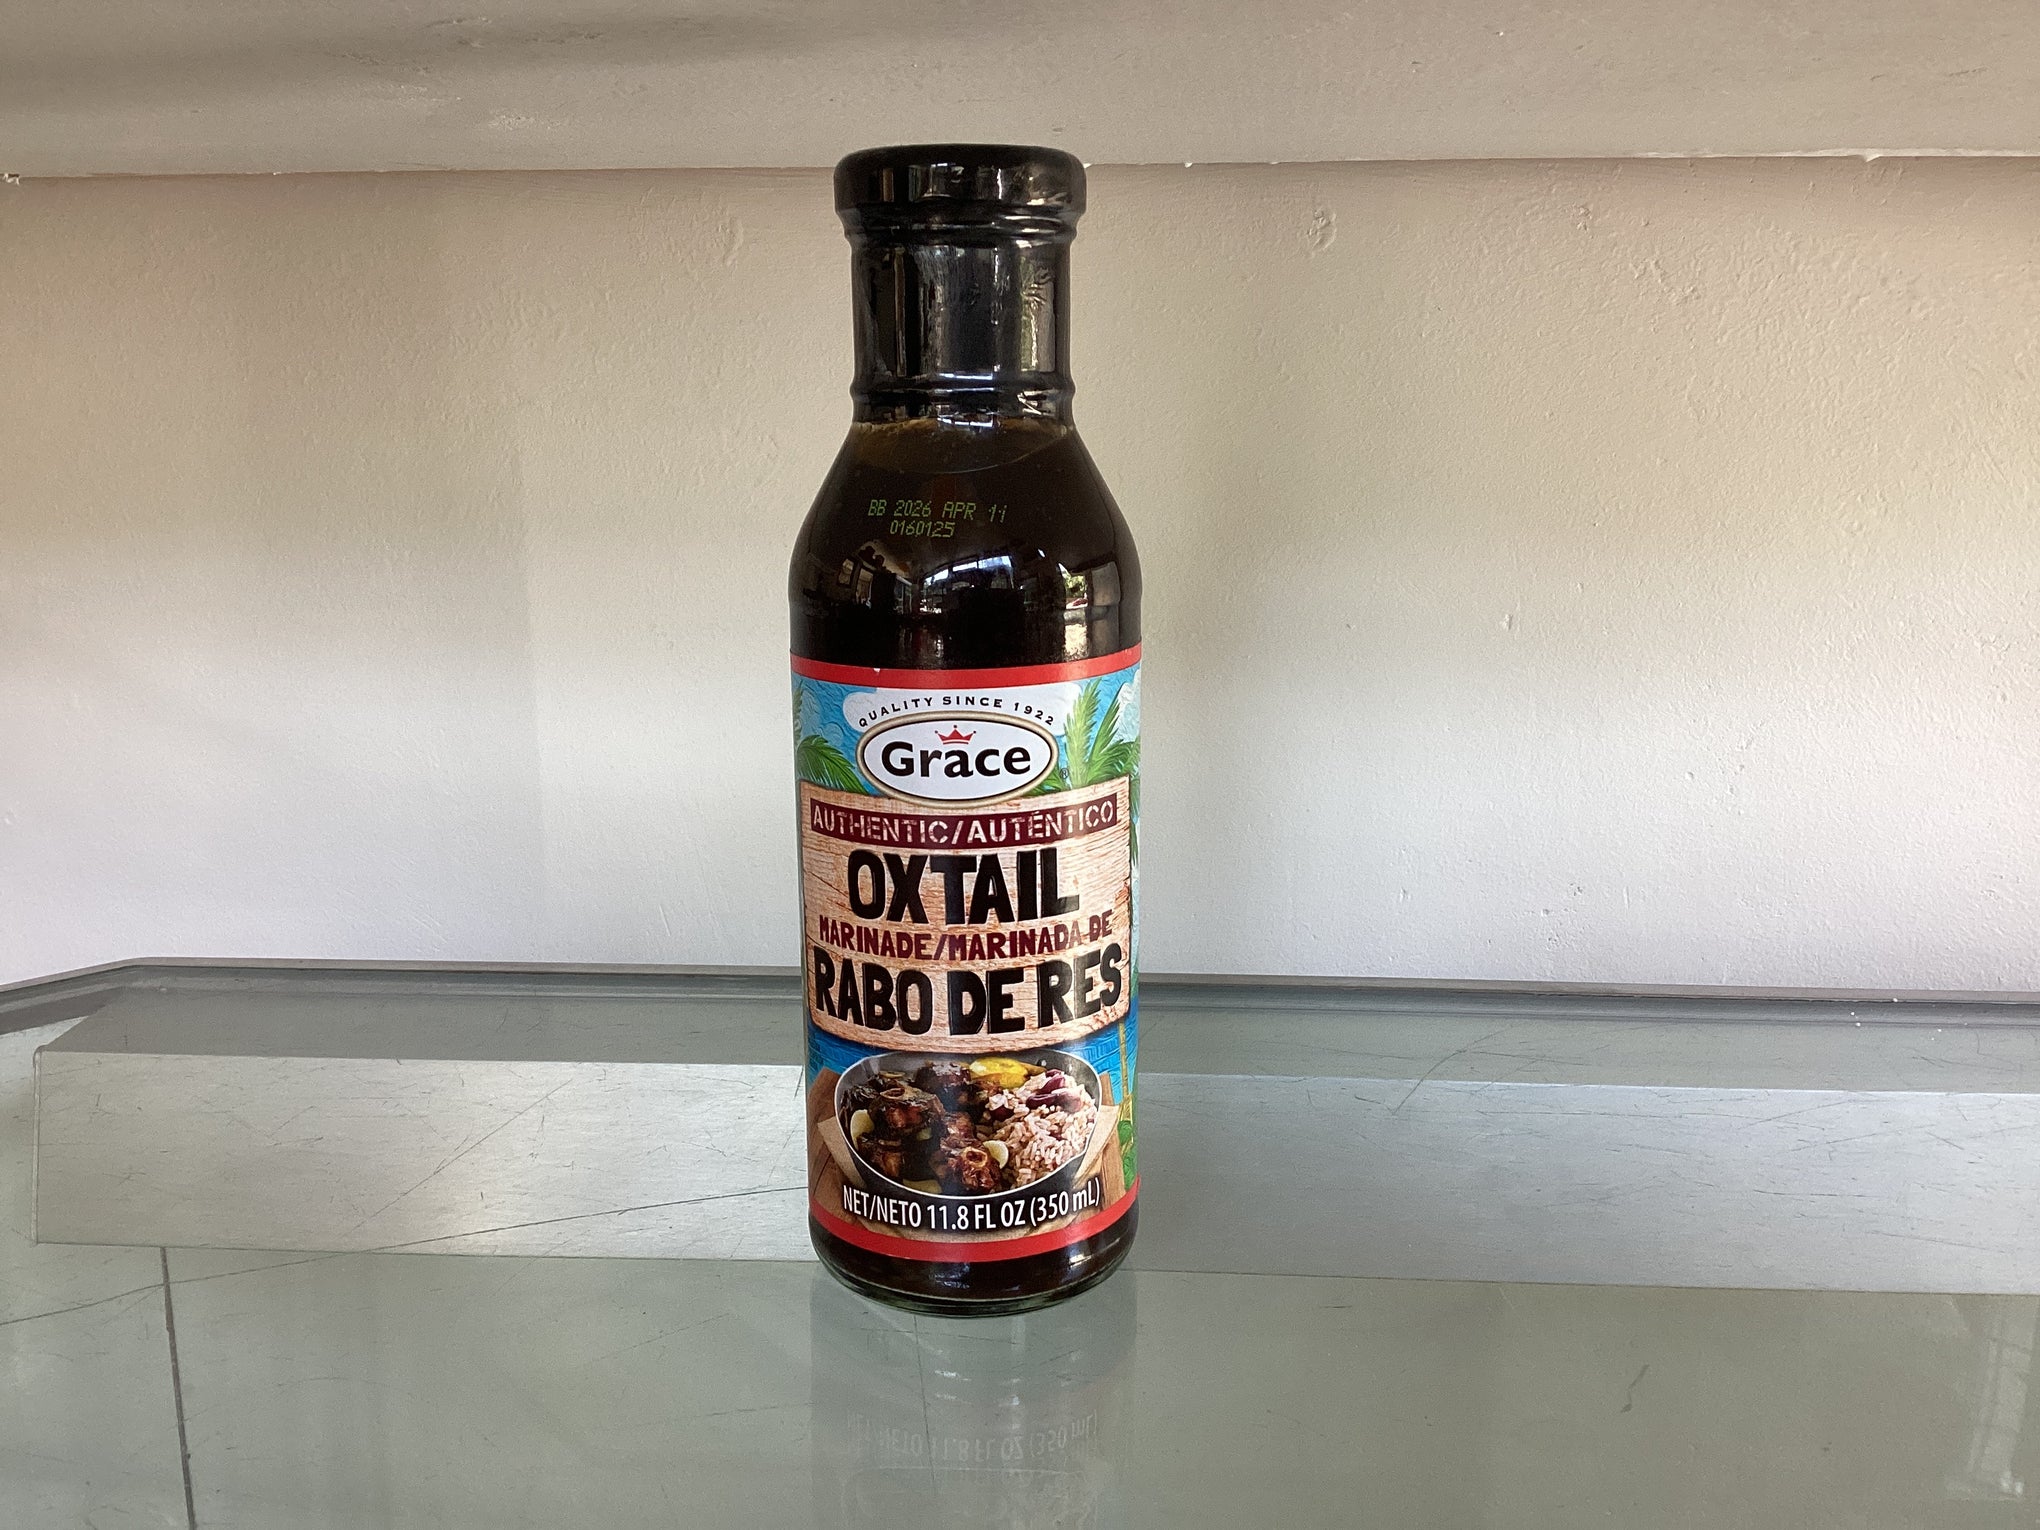 BB 2026 APR 11
0160125
QUALITY SINCE 1922
Grace
AUTHENTIC/AUTÉNTICO
OXTAIL
MARINADE/MARINADA DE
RABO DE RES
NET/NETO 11.8 FL OZ (350 mL)